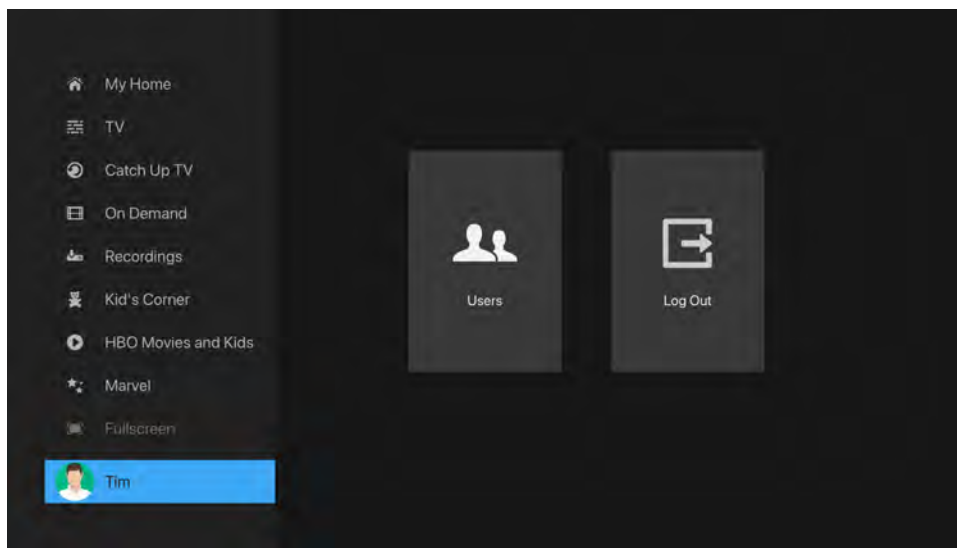 My Home
TV
Catch Up TV
On Demand
Recordings
Kid's Corner
HBO Movies and Kids
Marvel
Fullscreen
Tim
Users
Log Out